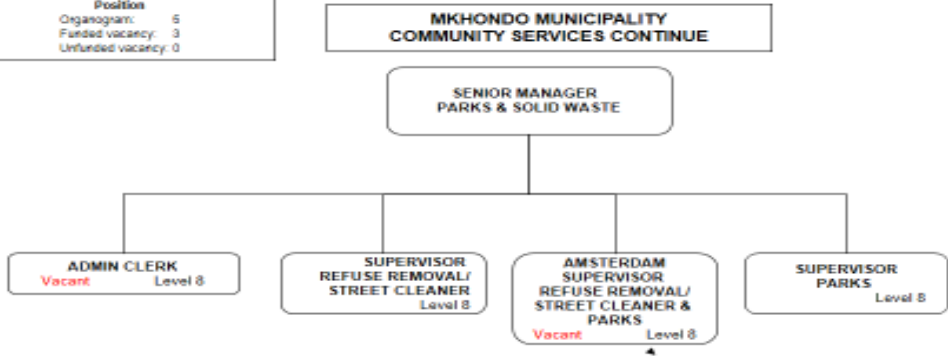 Position
Organogram: 5
Funded vacancy: 3
Unfunded vacancy: 0
MKHONDO MUNICIPALITY
COMMUNITY SERVICES CONTINUE
SENIOR MANAGER
PARKS & SOLID WASTE
ADMIN CLERK
Vacant Level 8
SUPERVISOR
REFUSE REMOVAL/
STREET CLEANER
Level 8
AMSTERDAM
SUPERVISOR
REFUSE REMOVAL/
STREET CLEANER &
PARKS
Vacant Level 8
SUPERVISOR
PARKS
Level 8